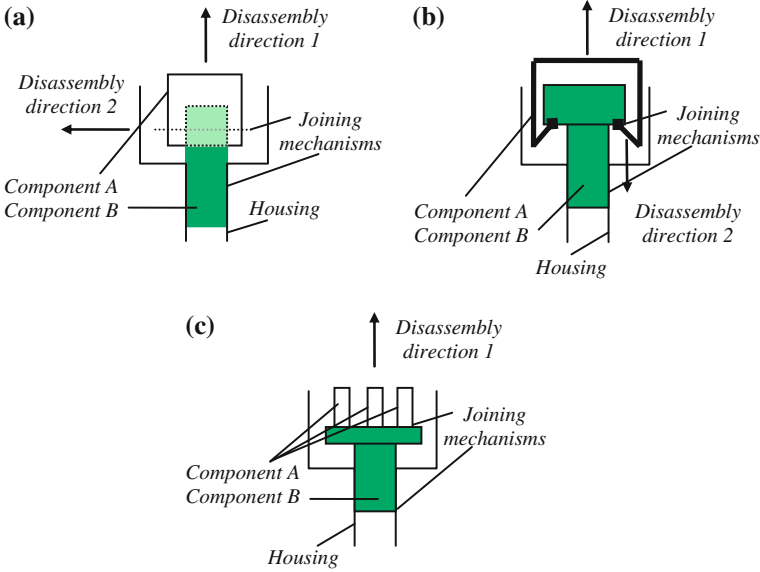 (a)
Disassembly
direction 1
Disassembly
direction 2
Joining
mechanisms
Component A
Component B
Housing
(b)
Disassembly
direction 1
Joining
mechanisms
Component A
Component B
Disassembly
direction 2
Housing
(c)
Disassembly
direction 1
Joining
mechanisms
Component A
Component B
Housing